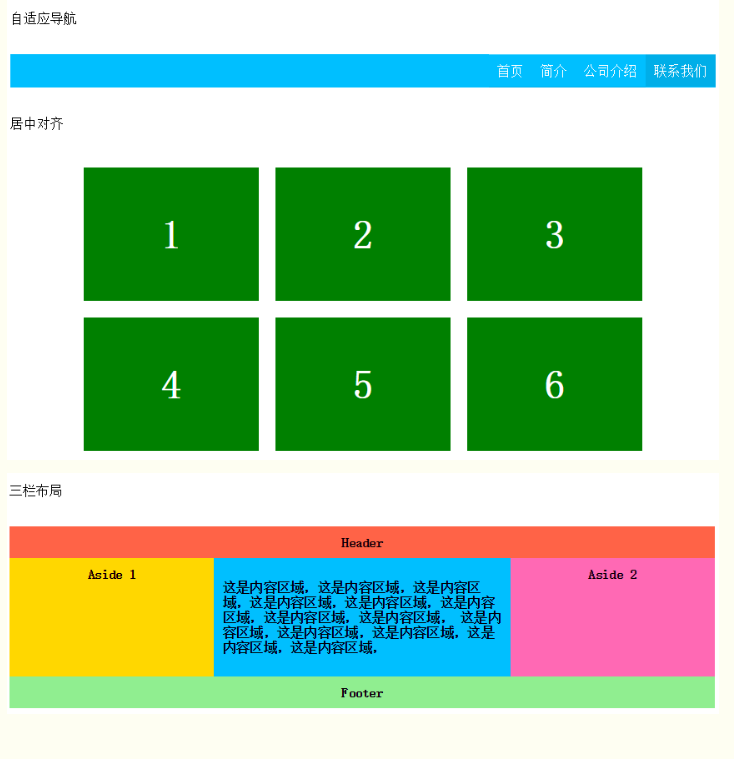 自适应导航
首页 简介 公司介绍 联系我们
居中对齐
1 2 3
4 5 6
三栏布局
Header
Aside 1
这是内容区域，这是内容区域，这是内容区
域，这是内容区域，这是内容区域，这是内容
区域，这是内容区域，这是内容区域， 这是内
容区域，这是内容区域，这是内容区域，这是
内容区域，这是内容区域，
Aside 2
Footer